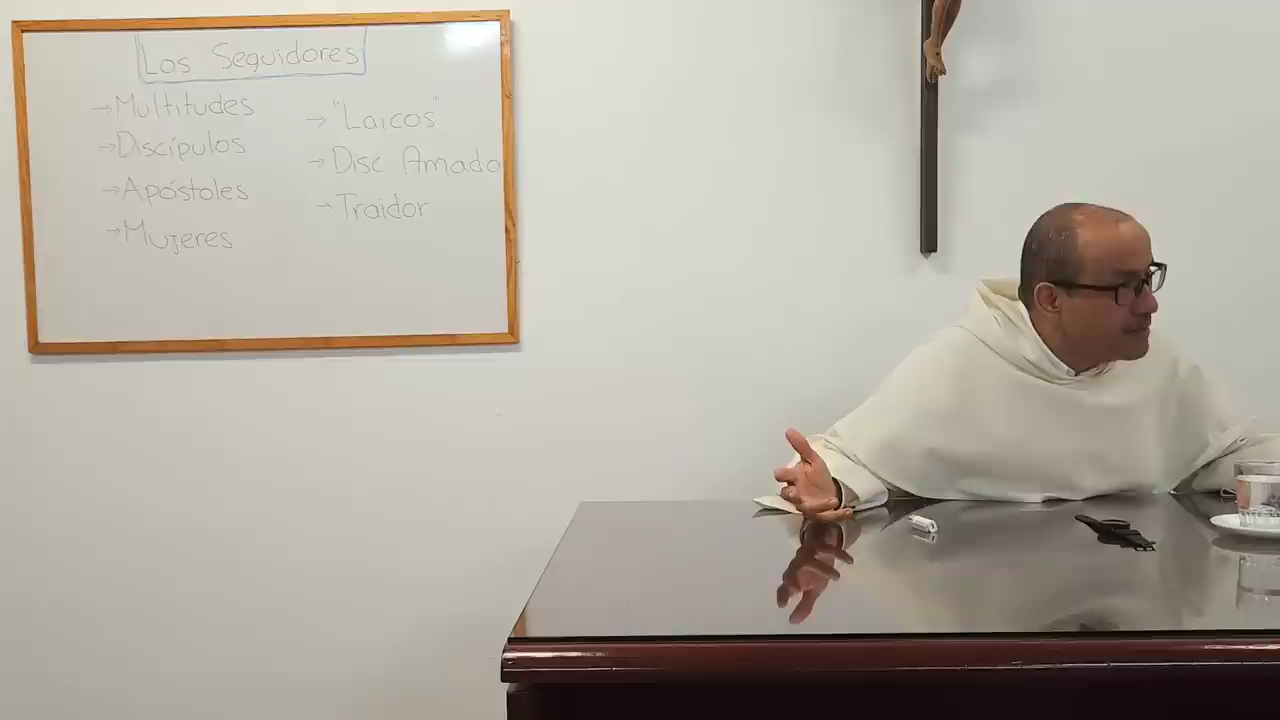 Los Seguidores
→Multitudes
→Discípulos
→Apóstoles
→Mujeres
→ "Laicos"
→ Disc Amado
→ Traidor